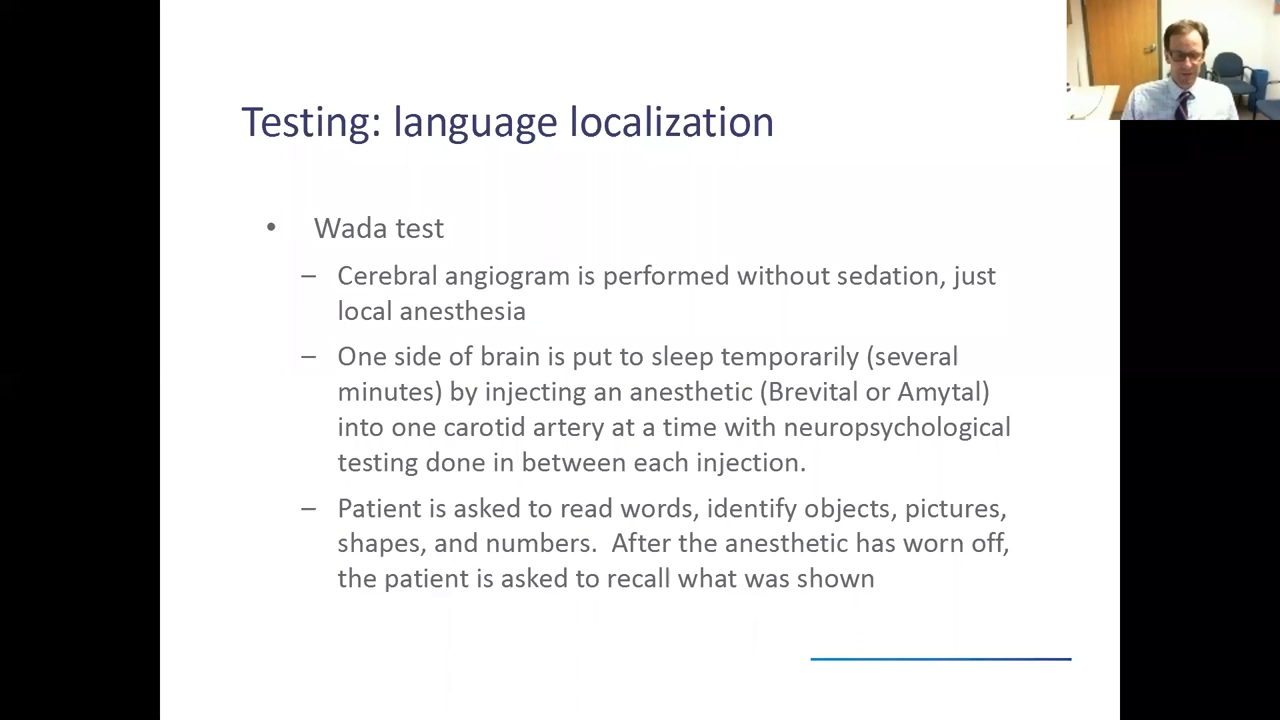 Testing: language localization
• Wada test
– Cerebral angiogram is performed without sedation, just
local anesthesia
– One side of brain is put to sleep temporarily (several
minutes) by injecting an anesthetic (Brevital or Amytal)
into one carotid artery at a time with neuropsychological
testing done in between each injection.
– Patient is asked to read words, identify objects, pictures,
shapes, and numbers.  After the anesthetic has worn off,
the patient is asked to recall what was shown